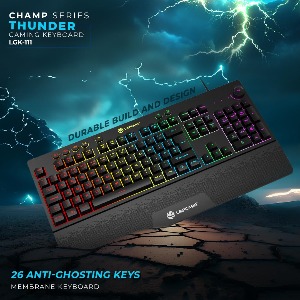 CHAMP SERIES
THUNDER
GAMING KEYBOARD
LGK-111
DURABLE BUILD AND DESIGN
26 ANTI-GHOSTING KEYS
MEMBRANE KEYBOARD